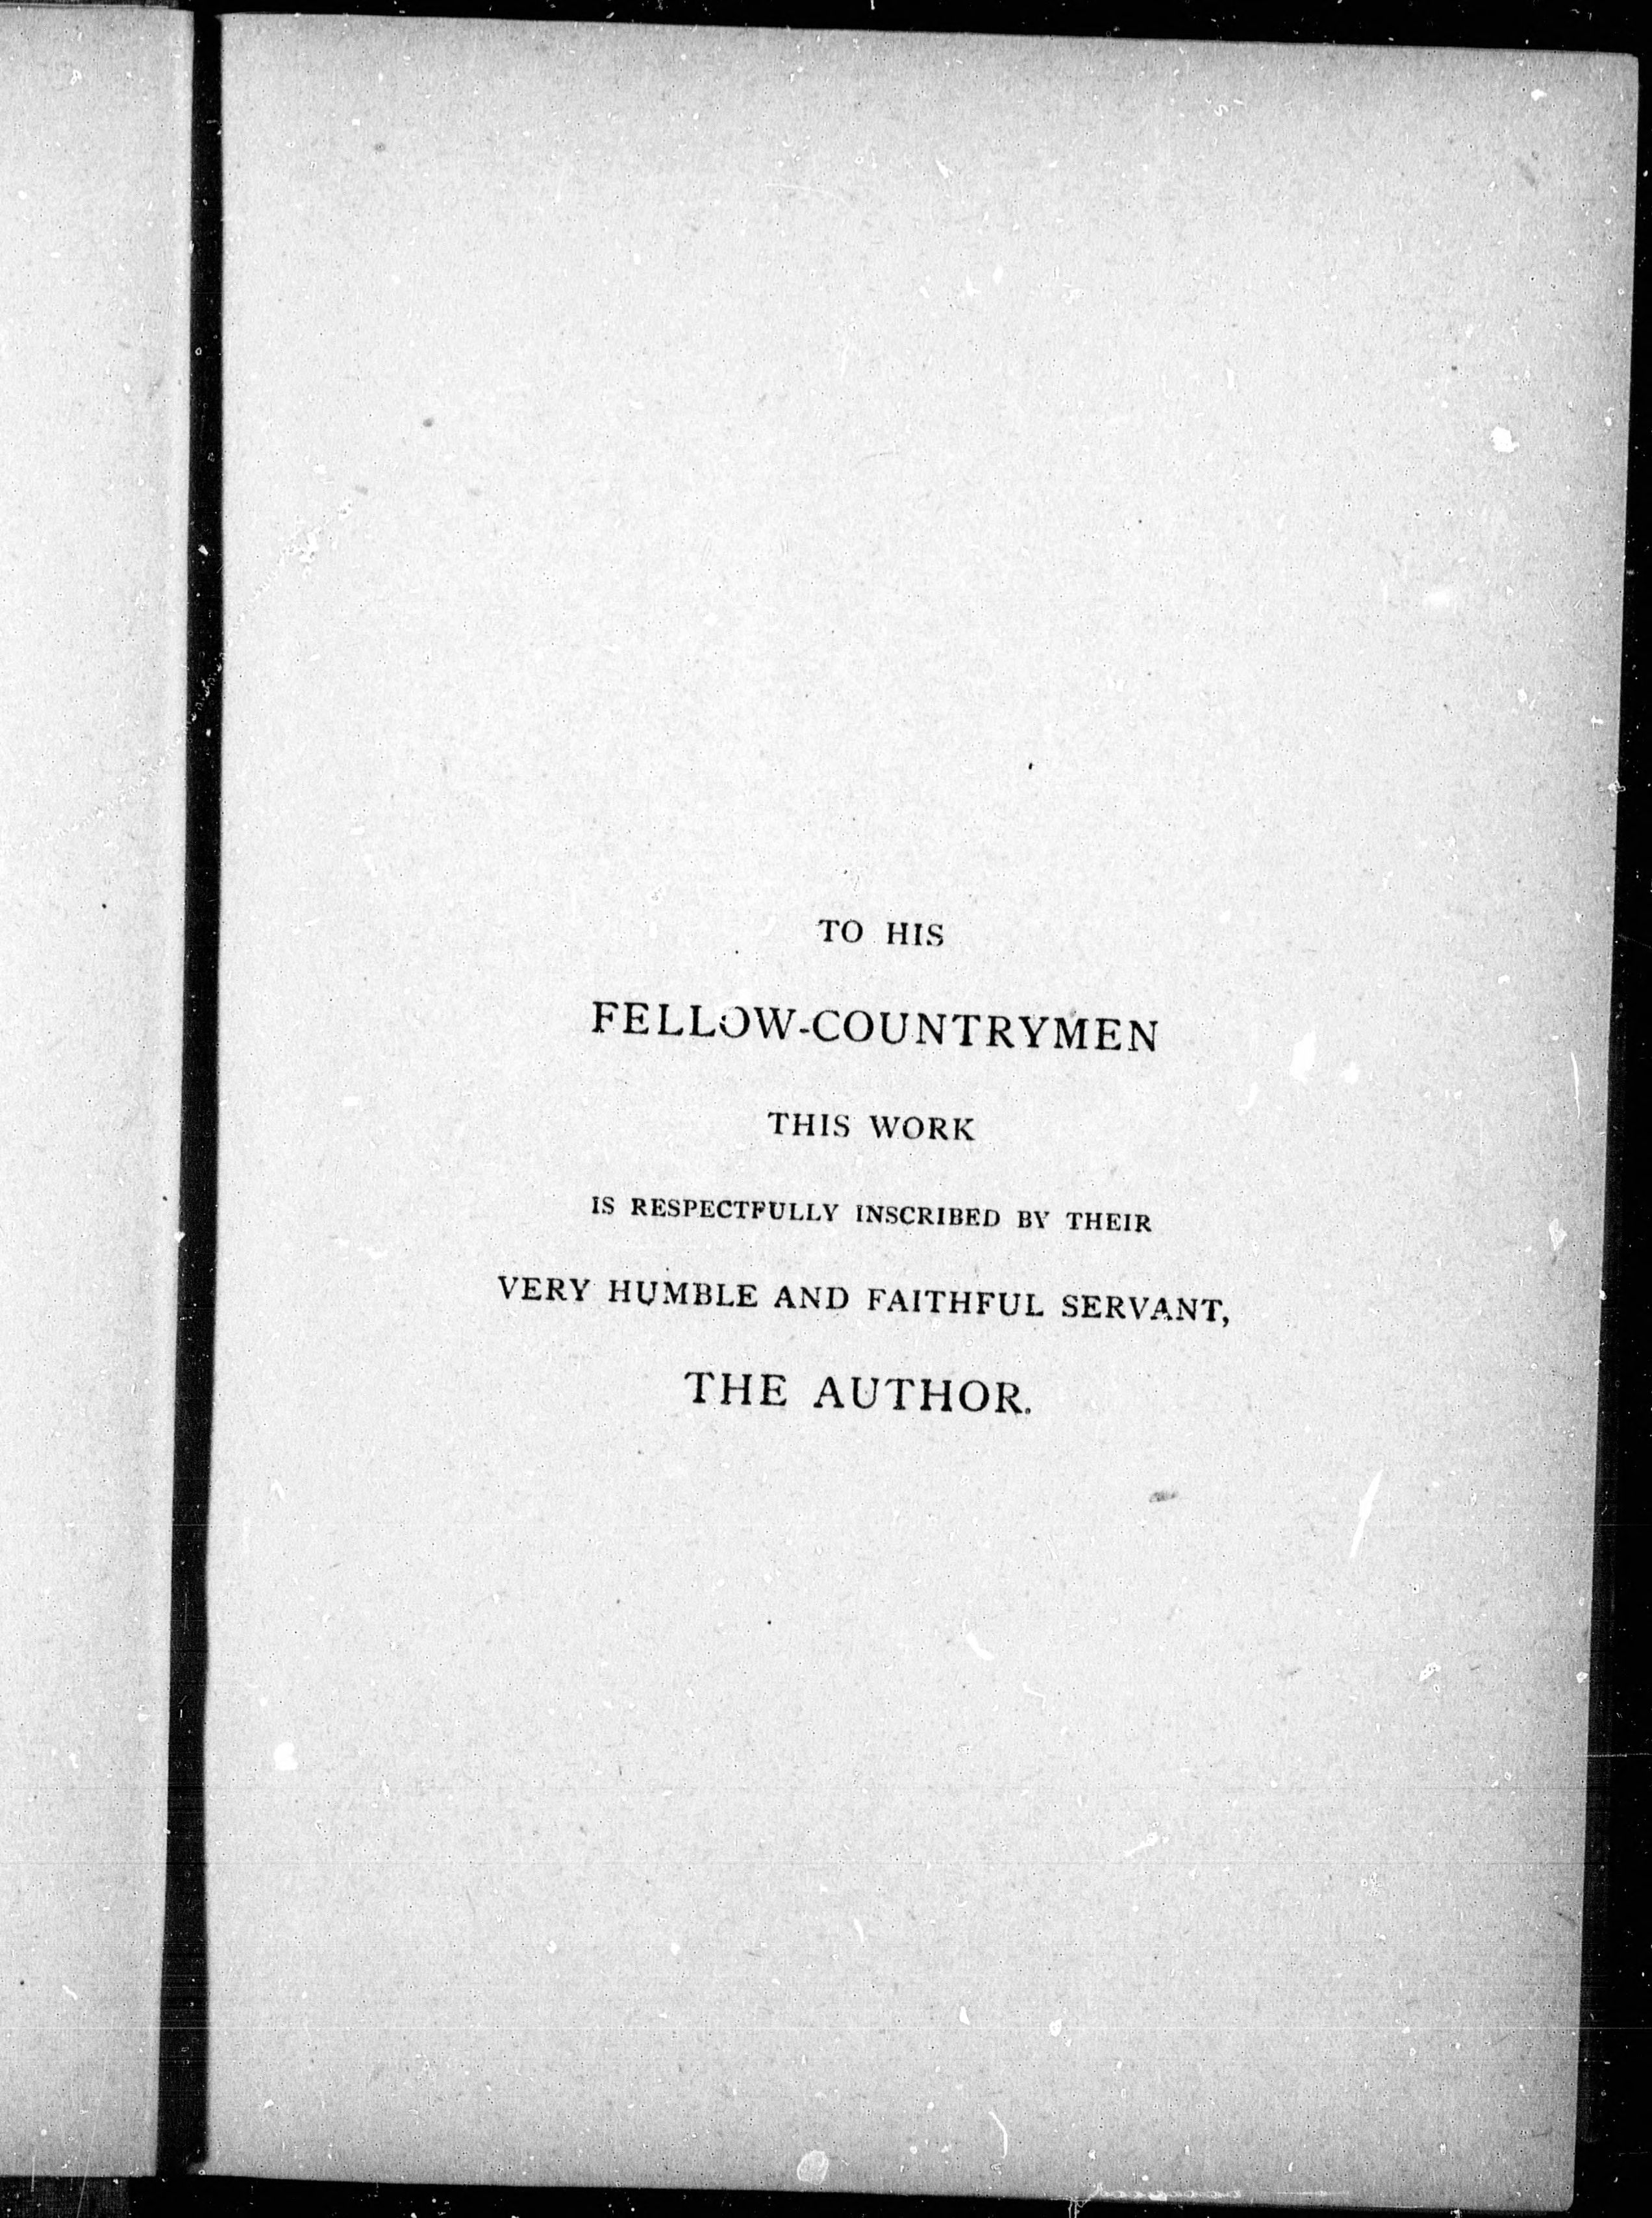 TO HIS
FELLOW-COUNTRYMEN
THIS WORK
IS RESPECTFULLY INSCRIBED BY THEIR
VERY HUMBLE AND FAITHFUL SERVANT,
THE AUTHOR.